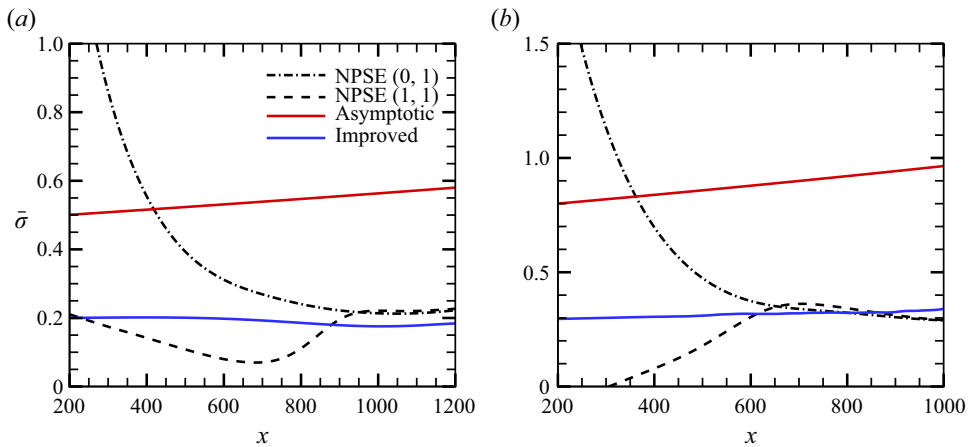 (a)
1.0
0.8
0.6
0.4
0.2
0
σ̄
NPSE (0, 1)
NPSE (1, 1)
Asymptotic
Improved
200 400 600 800 1000 1200
x
(b)
1.5
1.0
0.5
0
200 400 600 800 1000
x